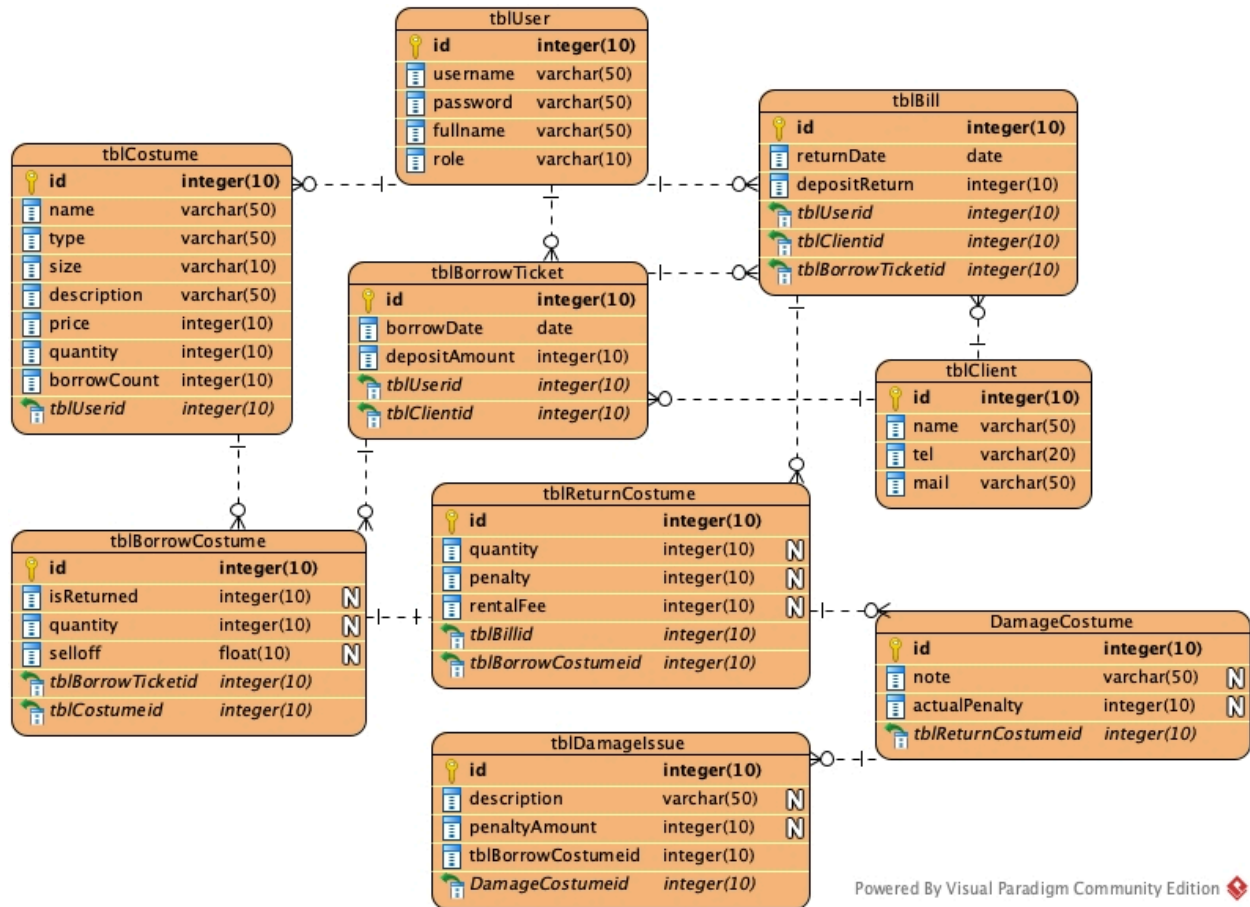 tblUser
id integer(10)
username varchar(50)
password varchar(50)
fullname varchar(50)
role varchar(10)
tblBill
id integer(10)
returnDate date
depositReturn integer(10)
tblUserid integer(10)
tblClientid integer(10)
tblBorrowTicketid integer(10)
tblCostume
id integer(10)
name varchar(50)
type varchar(50)
size varchar(10)
description varchar(50)
price integer(10)
quantity integer(10)
borrowCount integer(10)
tblUserid integer(10)
tblBorrowTicket
id integer(10)
borrowDate date
depositAmount integer(10)
tblUserid integer(10)
tblClientid integer(10)
tblClient
id integer(10)
name varchar(50)
tel varchar(20)
mail varchar(50)
tblBorrowCostume
id integer(10)
isReturned integer(10) N
quantity integer(10) N
selloff float(10) N
tblBorrowTicketid integer(10)
tblCostumeid integer(10)
tblReturnCostume
id integer(10)
quantity integer(10) N
penalty integer(10) N
rentalFee integer(10) N
tblBillid integer(10)
tblBorrowCostumeid integer(10)
DamageCostume
id integer(10)
note varchar(50) N
actualPenalty integer(10) N
tblReturnCostumeid integer(10)
tblDamageIssue
id integer(10)
description varchar(50) N
penaltyAmount integer(10) N
tblBorrowCostumeid integer(10)
DamageCostumeid integer(10)
Powered By Visual Paradigm Community Edition